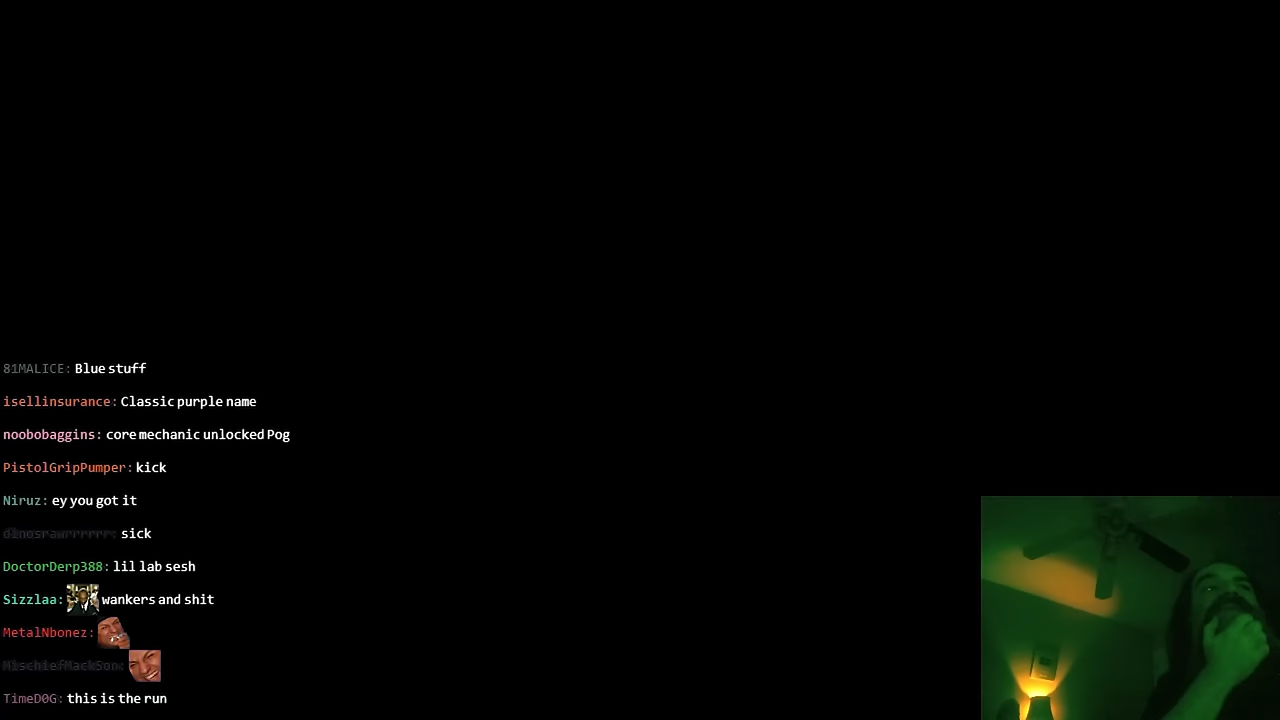 81MALICE: Blue stuff
isellinsurance: Classic purple name
noobobaggins: core mechanic unlocked Pog
PistolGripPumper: kick
Niruz: ey you got it
sick
DoctorDerp388: lil lab sesh
Sizzlaa: wankers and shit
MetalNbonez:
MischiefMackSon:
TimeD0G: this is the run